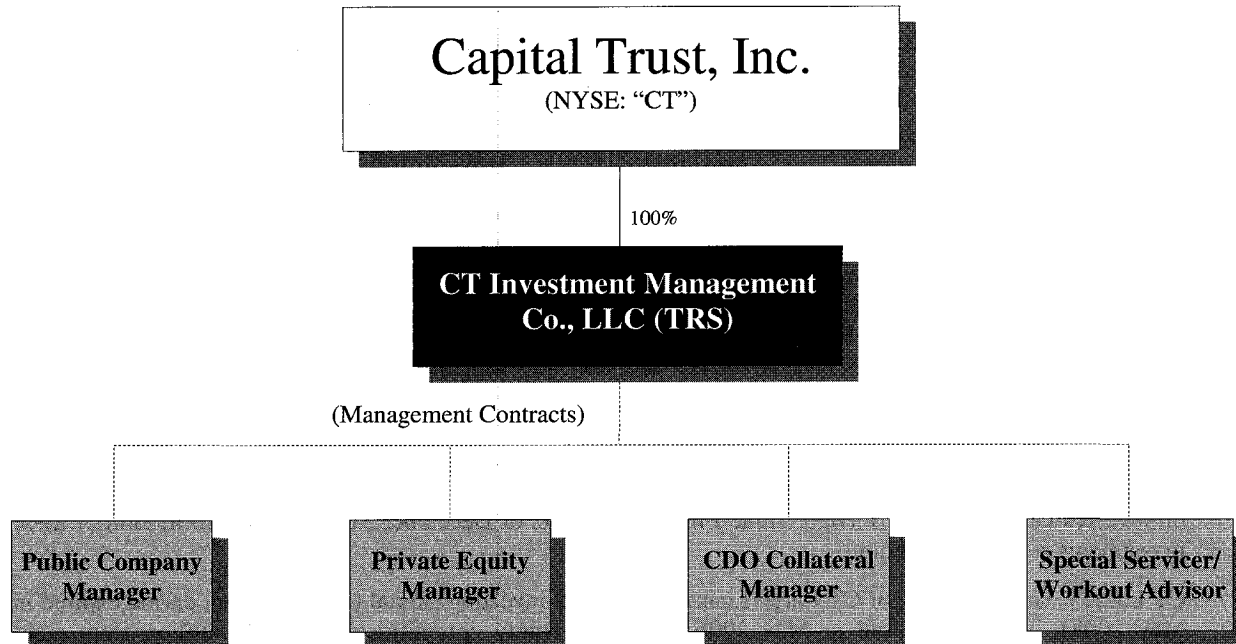 Capital Trust, Inc.
(NYSE: “CT”)
100%
CT Investment Management
Co., LLC (TRS)
(Management Contracts)
Public Company
Manager
Private Equity
Manager
CDO Collateral
Manager
Special Servicer/
Workout Advisor